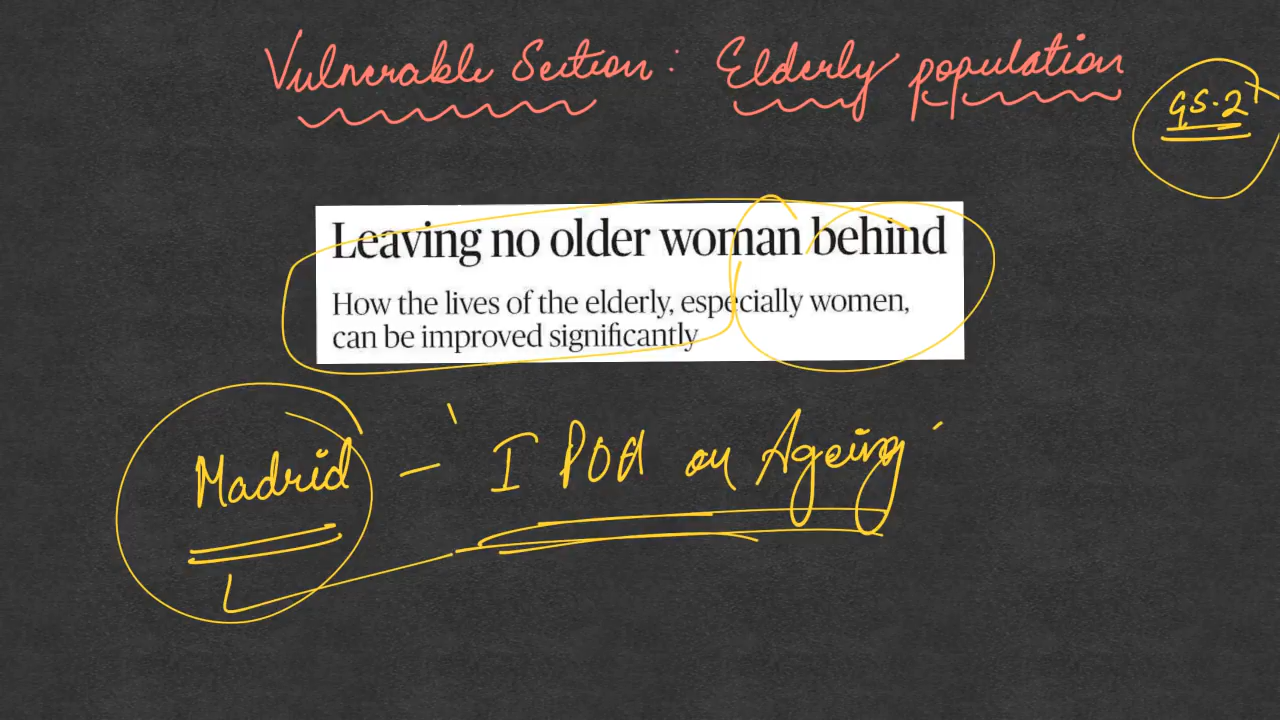 Vulnerable Section: Elderly population
GS-2
Leaving no older woman behind
How the lives of the elderly, especially women,
can be improved significantly
Madrid - 'I POA on Ageing'